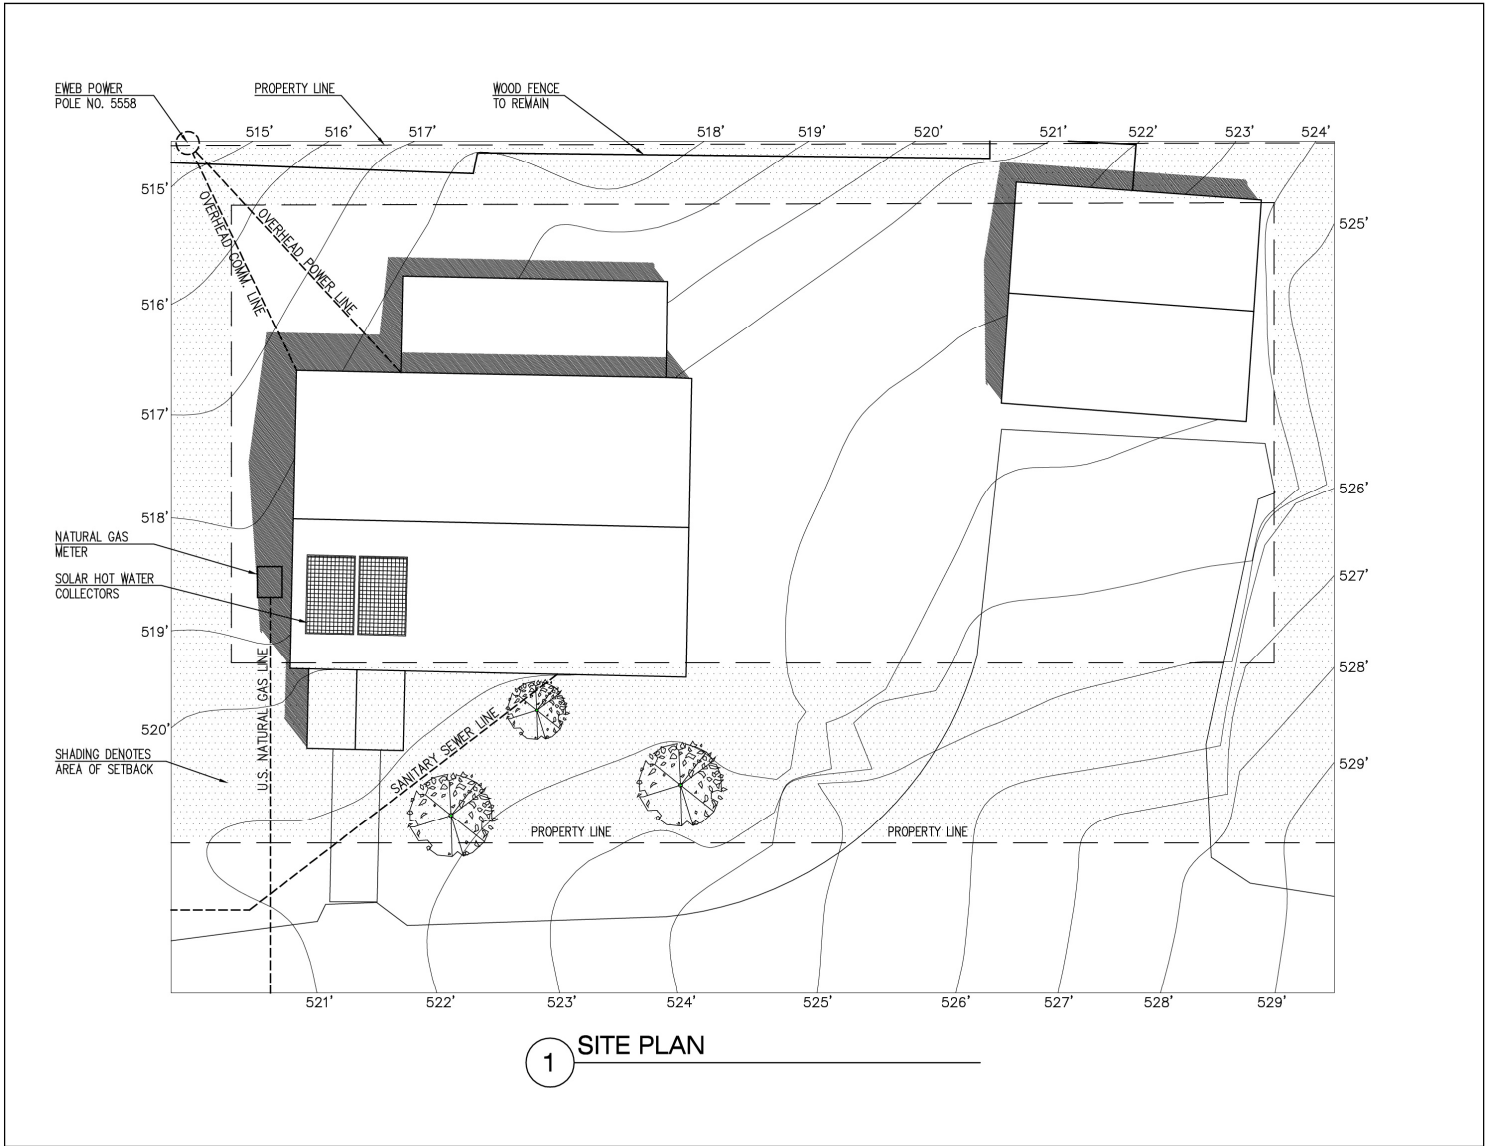 EWEB POWER
POLE NO. 5558
PROPERTY LINE
WOOD FENCE
TO REMAIN
515'
516'
517'
518'
519'
520'
521'
522'
523'
524'
515'
525'
OVERHEAD COMM. LINE
OVERHEAD POWER LINE
516'
517'
526'
518'
NATURAL GAS
METER
SOLAR HOT WATER
COLLECTORS
527'
519'
528'
U.S. NATURAL GAS LINE
520'
SANITARY SEWER LINE
SHADING DENOTES
AREA OF SETBACK
529'
PROPERTY LINE
PROPERTY LINE
521'
522'
523'
524'
525'
526'
527'
528'
529'
1
SITE PLAN